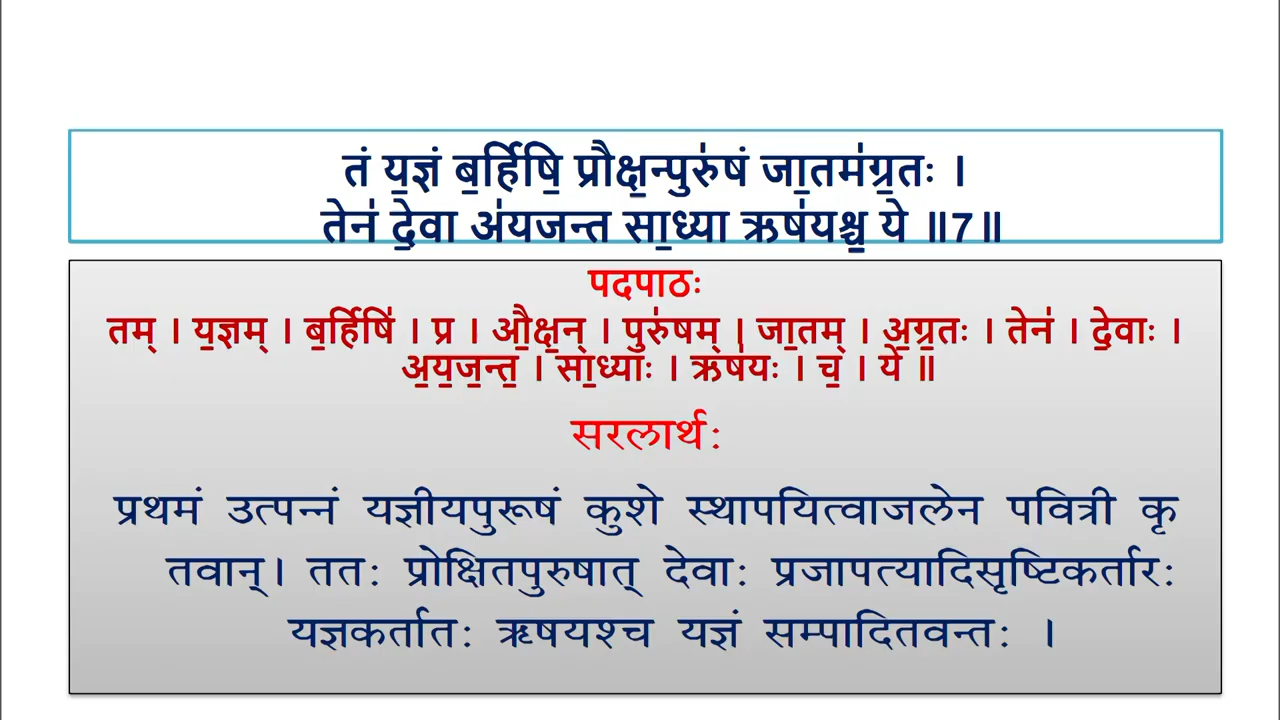 तं य॒ज्ञं ब॒र्हिषि॒ प्रौक्ष॒न्पुरु॑षं जा॒तम॑ग्र॒तः ।
तेन॑ दे॒वा अ॑यजन्त सा॒ध्या ऋष॑यश्च॒ ये ॥7॥
पदपाठः
तम् । य॒ज्ञम् । ब॒र्हिषि॑ । प्र । औ॒क्ष॒न् । पुरु॑षम् । जा॒तम् । अ॒ग्र॒तः । तेन॑ । दे॒वाः ।
अ॒य॒ज॒न्त॒ । सा॒ध्याः । ऋष॑यः । च॒ । ये ॥
सरलार्थः
प्रथमं उत्पन्नं यज्ञीयपुरूषं कुशे स्थापयित्वाजलेन पवित्री कृ
तवान्। ततः प्रोक्षितपुरुषात् देवाः प्रजापत्यादिसृष्टिकर्तारः
यज्ञकर्तातः ऋषयश्च यज्ञं सम्पादितवन्तः ।